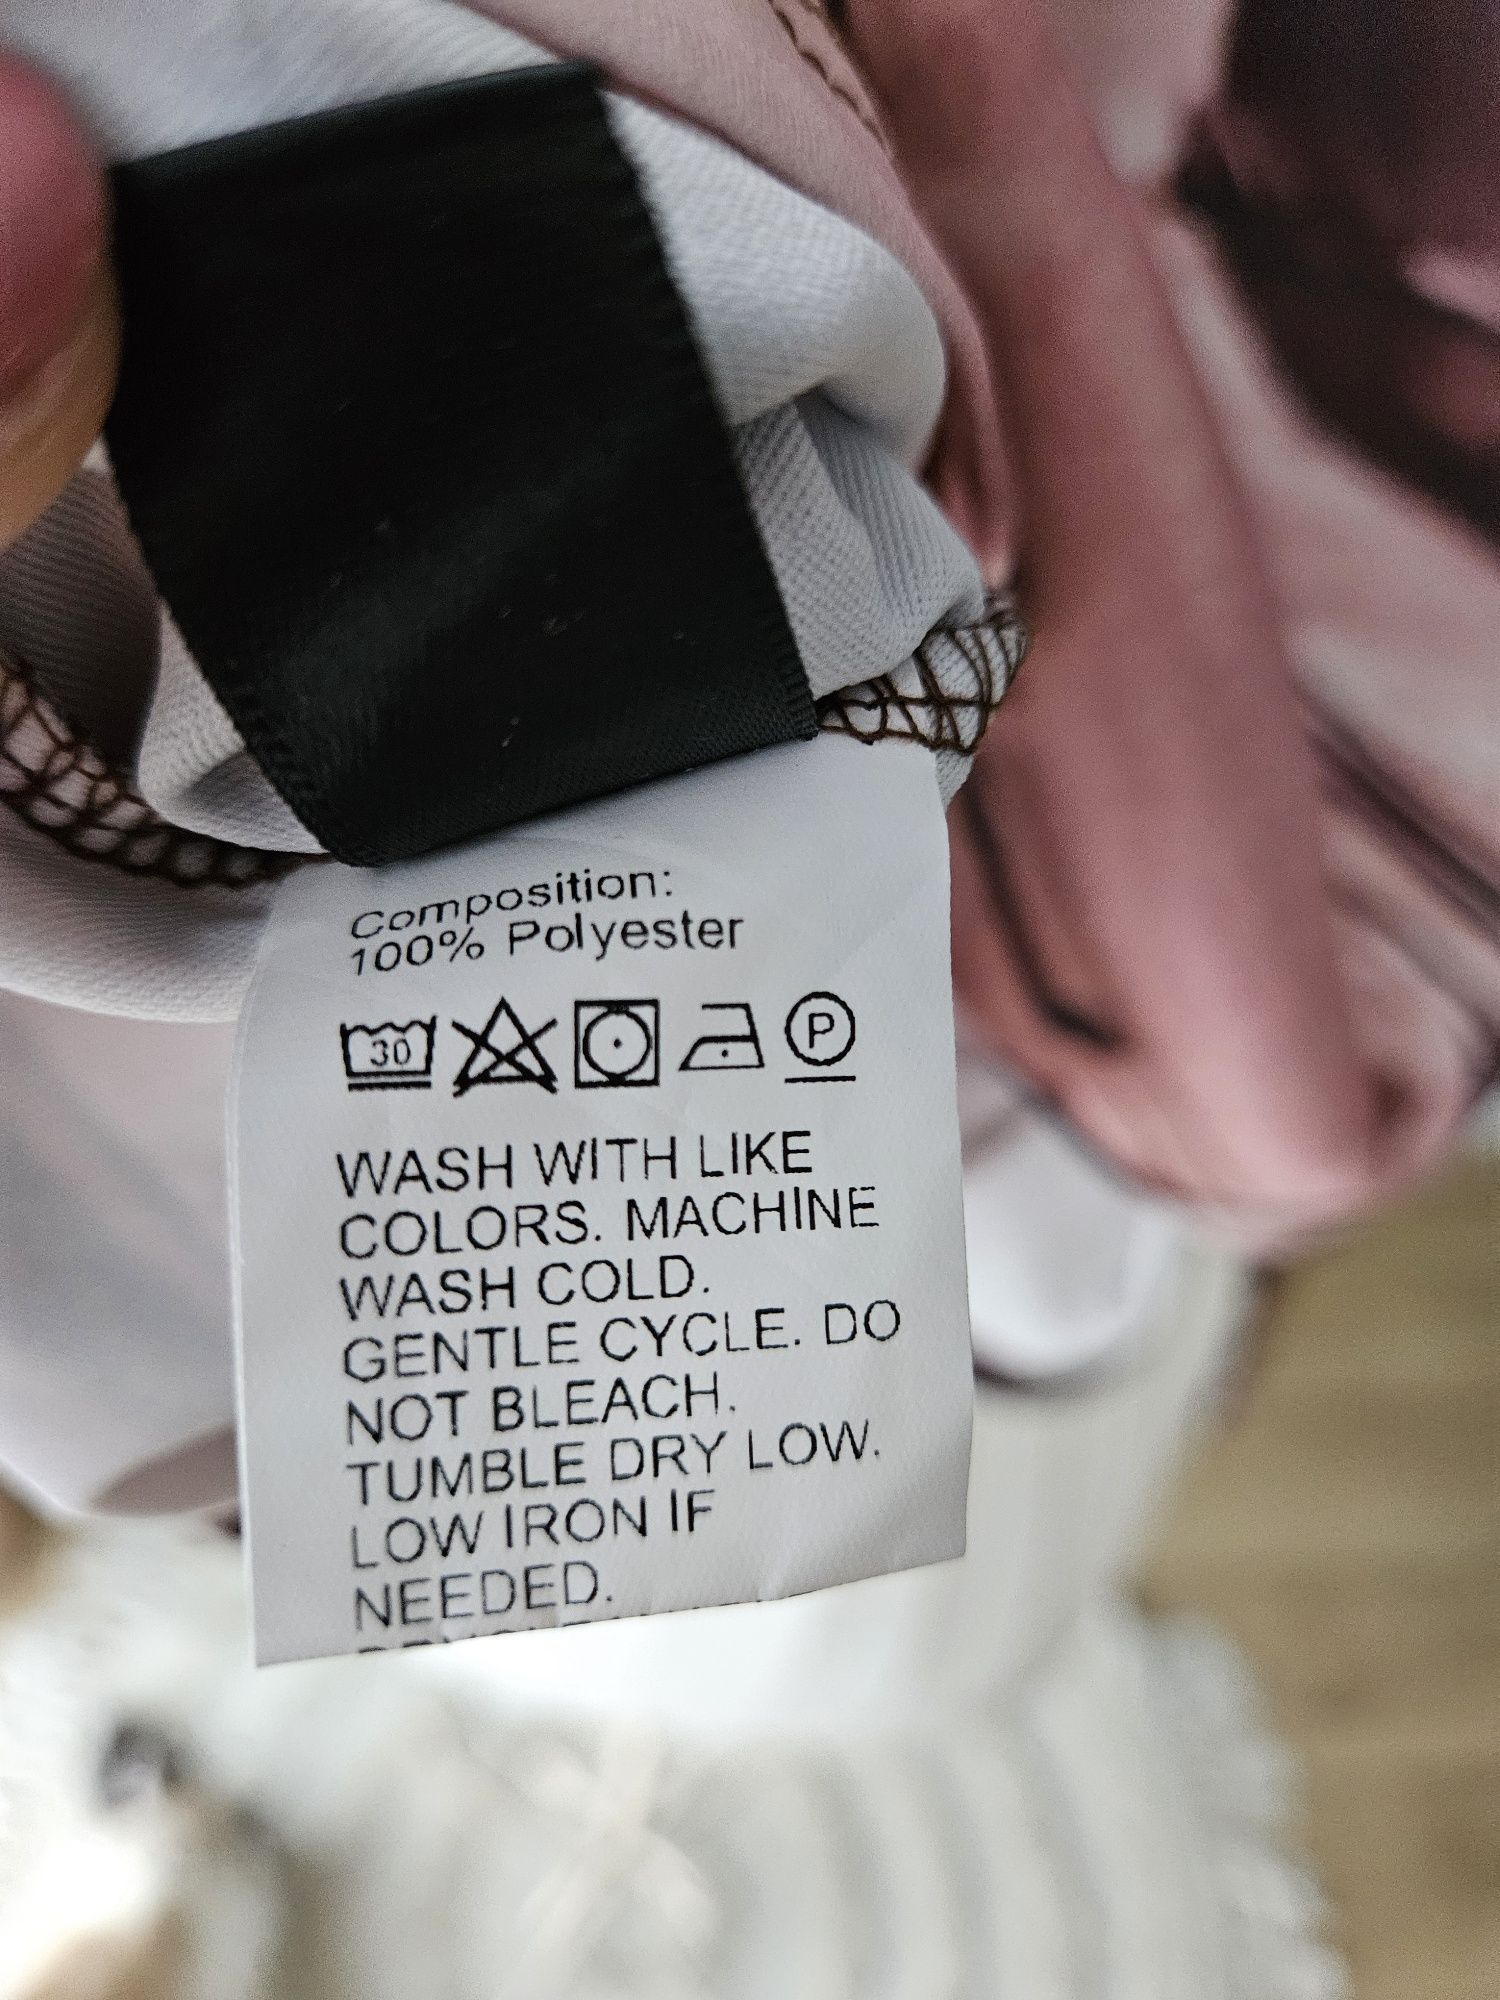 Composition:
100% Polyester
30 P
WASH WITH LIKE
COLORS. MACHINE
WASH COLD.
GENTLE CYCLE. DO
NOT BLEACH.
TUMBLE DRY LOW.
LOW IRON IF
NEEDED.